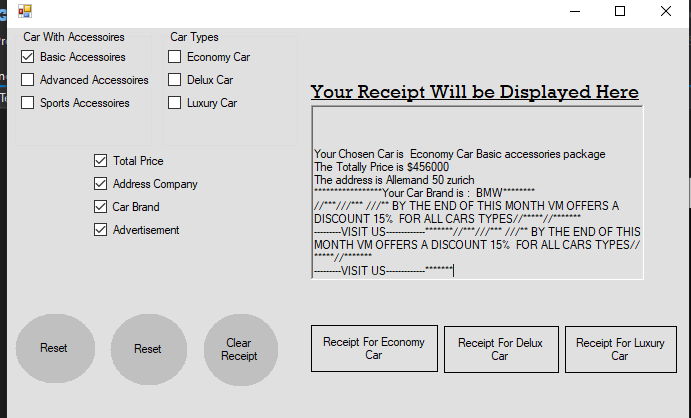 Car With Accessoires
Car Types
Basic Accessoires
Economy Car
Advanced Accessoires
Delux Car
Sports Accessoires
Luxury Car
Total Price
Address Company
Car Brand
Advertisement
Your Receipt Will be Displayed Here
Your Chosen Car is  Economy Car Basic accessories package
The Totally Price is $456000
The address is Allemand 50 zurich
*****************Your Car Brand is :  BMW********
//***///*** ///** BY THE END OF THIS MONTH VM OFFERS A
DISCOUNT 15%  FOR ALL CARS TYPES//*****//*******
---------VISIT US-------------*******//***///*** ///** BY THE END OF THIS
MONTH VM OFFERS A DISCOUNT 15%  FOR ALL CARS TYPES//
*****//*******
---------VISIT US-------------*******
Reset
Reset
Clear
Receipt
Receipt For Economy
Car
Receipt For Delux
Car
Receipt For Luxury
Car